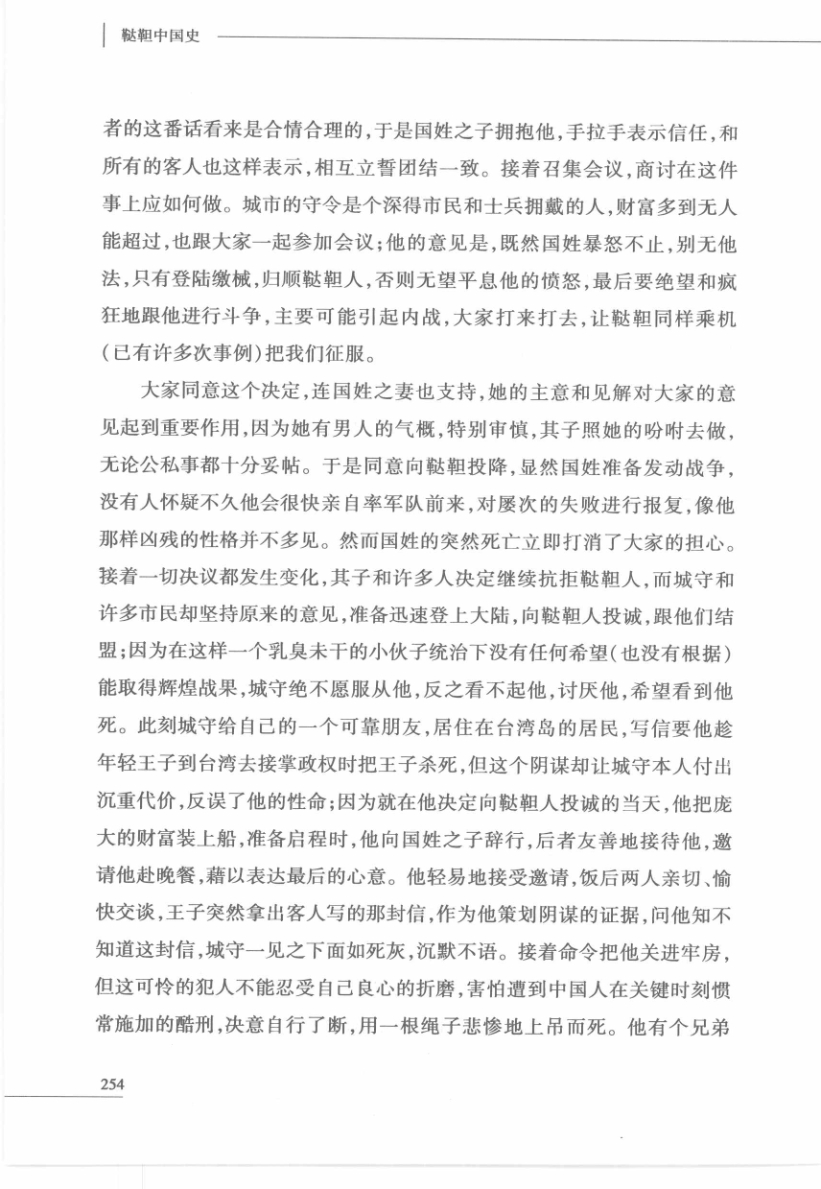 鞑靼中国史
者的这番话看来是合情合理的,于是国姓之子拥抱他,手拉手表示信任,和
所有的客人也这样表示,相互立誓团结一致。接着召集会议,商讨在这件
事上应如何做。城市的守令是个深得市民和士兵拥戴的人,财富多到无人
能超过,也跟大家一起参加会议;他的意见是,既然国姓暴怒不止,别无他
法,只有登陆缴械,归顺鞑靼人,否则无望平息他的愤怒,最后要绝望和疯
狂地跟他进行斗争,主要可能引起内战,大家打来打去,让鞑靼同样乘机
(已有许多次事例)把我们征服。
大家同意这个决定,连国姓之妻也支持,她的主意和见解对大家的意
见起到重要作用,因为她有男人的气概,特别审慎,其子照她的吩咐去做,
无论公私事都十分妥帖。于是同意向鞑靼投降,显然国姓准备发动战争,
没有人怀疑不久他会很快亲自率军队前来,对屡次的失败进行报复,像他
那样凶残的性格并不多见。然而国姓的突然死亡立即打消了大家的担心。
接着一切决议都发生变化,其子和许多人决定继续抗拒鞑靼人,而城守和
许多市民却坚持原来的意见,准备迅速登上大陆,向鞑靼人投诚,跟他们结
盟;因为在这样一个乳臭未干的小伙子统治下没有任何希望(也没有根据)
能取得辉煌战果,城守绝不愿服从他,反之看不起他,讨厌他,希望看到他
死。此刻城守给自己的一个可靠朋友,居住在台湾岛的居民,写信要他趁
年轻王子到台湾去接掌政权时把王子杀死,但这个阴谋却让城守本人付出
沉重代价,反误了他的性命;因为就在他决定向鞑靼人投诚的当天,他把庞
大的财富装上船,准备启程时,他向国姓之子辞行,后者友善地接待他,邀
请他赴晚餐,藉以表达最后的心意。他轻易地接受邀请,饭后两人亲切、愉
快交谈,王子突然拿出客人写的那封信,作为他策划阴谋的证据,问他知不
知道这封信,城守一见之下面如死灰,沉默不语。接着命令把他关进牢房,
但这可怜的犯人不能忍受自己良心的折磨,害怕遭到中国人在关键时刻惯
常施加的酷刑,决意自行了断,用一根绳子悲惨地上吊而死。他有个兄弟
254